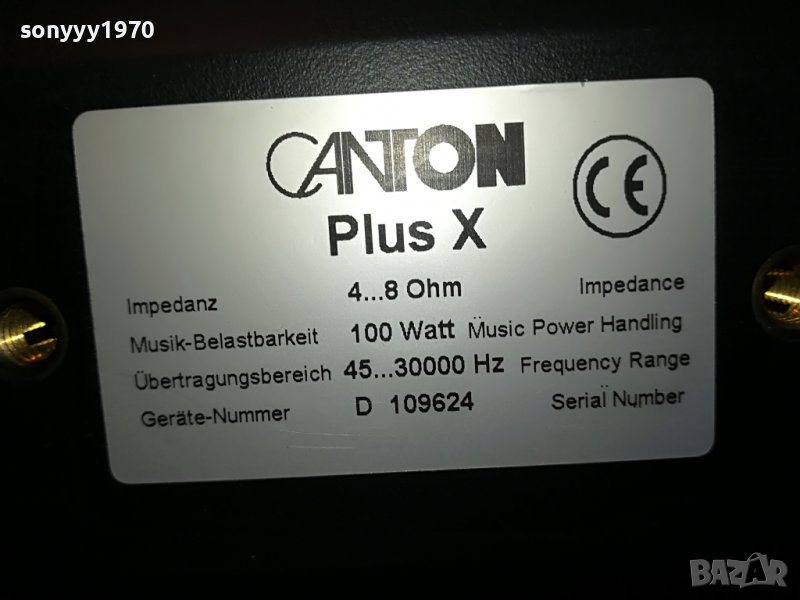 sonyyy1970
CANTON
CE
Plus X
Impedanz 4...8 Ohm Impedance
Musik-Belastbarkeit 100 Watt Music Power Handling
Übertragungsbereich 45...30000 Hz Frequency Range
Geräte-Nummer D 109624 Serial Number
BAZAR